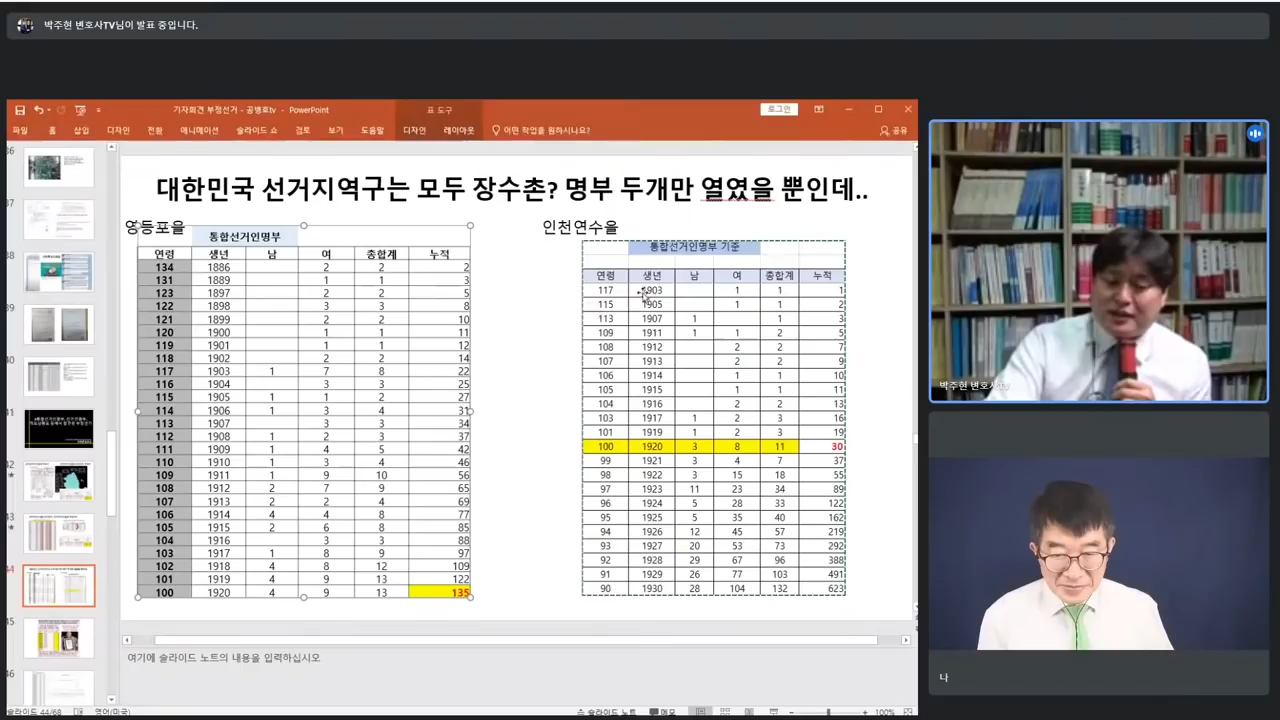 박주현 변호사TV님이 발표 중입니다.
기자회견 부정선거 - 공병호tv - PowerPoint
표 도구
로그인
파일 홈 삽입 디자인 전환 애니메이션 슬라이드 쇼 검토 보기 도움말 디자인 레이아웃 어떤 작업을 원하시나요? 공유
대한민국 선거지역구는 모두 장수촌? 명부 두개만 열였을 뿐인데..
영등포을
통합선거인명부
연령 생년 남 여 총합계 누적
134 1886 2 2 2
131 1889 1 1 3
123 1897 2 2 5
122 1898 3 3 8
121 1899 2 2 10
120 1900 1 1 11
119 1901 1 1 12
118 1902 2 2 14
117 1903 1 7 8 22
116 1904 3 3 25
115 1905 1 1 2 27
114 1906 1 3 4 31
113 1907 3 3 34
112 1908 1 2 3 37
111 1909 1 4 5 42
110 1910 1 3 4 46
109 1911 1 9 10 56
108 1912 2 7 9 65
107 1913 2 2 4 69
106 1914 4 4 8 77
105 1915 2 6 8 85
104 1916 3 3 88
103 1917 1 8 9 97
102 1918 4 8 12 109
101 1919 4 9 13 122
100 1920 4 9 13 135
인천연수을
통합선거인명부 기준
연령 생년 남 여 총합계 누적
117 1903 1 1 1
115 1905 1 1 2
113 1907 1 1 3
109 1911 1 1 2 5
108 1912 2 2 7
107 1913 2 2 9
106 1914 1 1 10
105 1915 1 1 11
104 1916 2 2 13
103 1917 1 2 3 16
101 1919 1 2 3 19
100 1920 3 8 11 30
99 1921 3 4 7 37
98 1922 3 15 18 55
97 1923 11 23 34 89
96 1924 5 28 33 122
95 1925 5 35 40 162
94 1926 12 45 57 219
93 1927 20 53 73 292
92 1928 29 67 96 388
91 1929 26 77 103 491
90 1930 28 104 132 623
38
39
40
41
42
43
44
45
46
여기에 슬라이드 노트의 내용을 입력하십시오
슬라이드 44/68 영어(미국) 슬라이드 노트 메모 100%
박주현 변호사TV
나